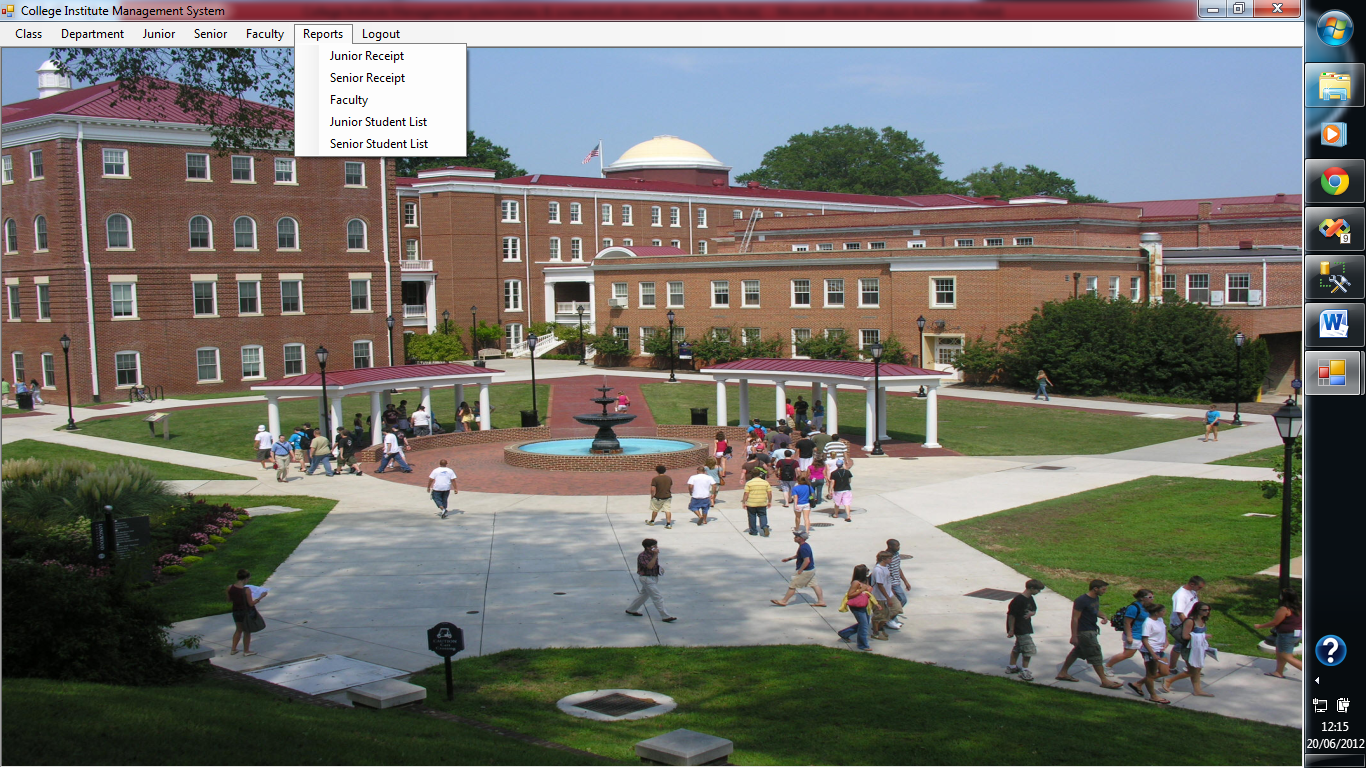 College Institute Management System
Class Department Junior Senior Faculty Reports Logout
Junior Receipt
Senior Receipt
Faculty
Junior Student List
Senior Student List
9
W
?
12:15
20/06/2012